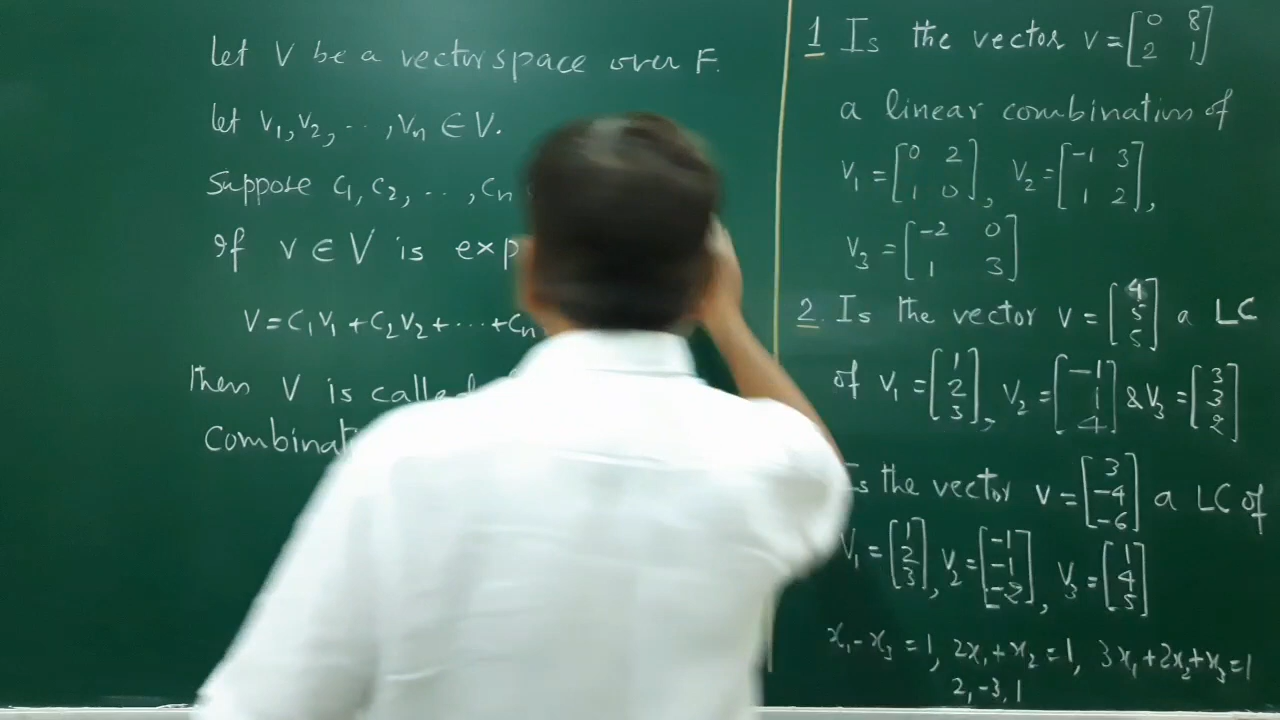 let V be a vector space over F.
let v1, v2, ..., vn ∈ V.
Suppose c1, c2, ..., cn
If v ∈ V is exp
V = c1v1 + c2v2 + ... + cn
Then V is called
Combinat
1 Is the vector v = [0 8; 2 1]
a linear combination of
v1 = [0 2; 1 0], v2 = [-1 3; 1 2],
v3 = [-2 0; 1 3]
2. Is the vector v = [4; 5; 5] a LC
of v1 = [1; 2; 3], v2 = [-1; 1; 4] & v3 = [3; 3; 2]
Is the vector v = [3; -4; -6] a LC of
v1 = [1; 2; 3], v2 = [-1; -1; -2], v3 = [1; 4; 5]
x1 - x3 = 1, 2x1 + x2 = 1, 3x1 + 2x2 + x3 = 1
2, -3, 1